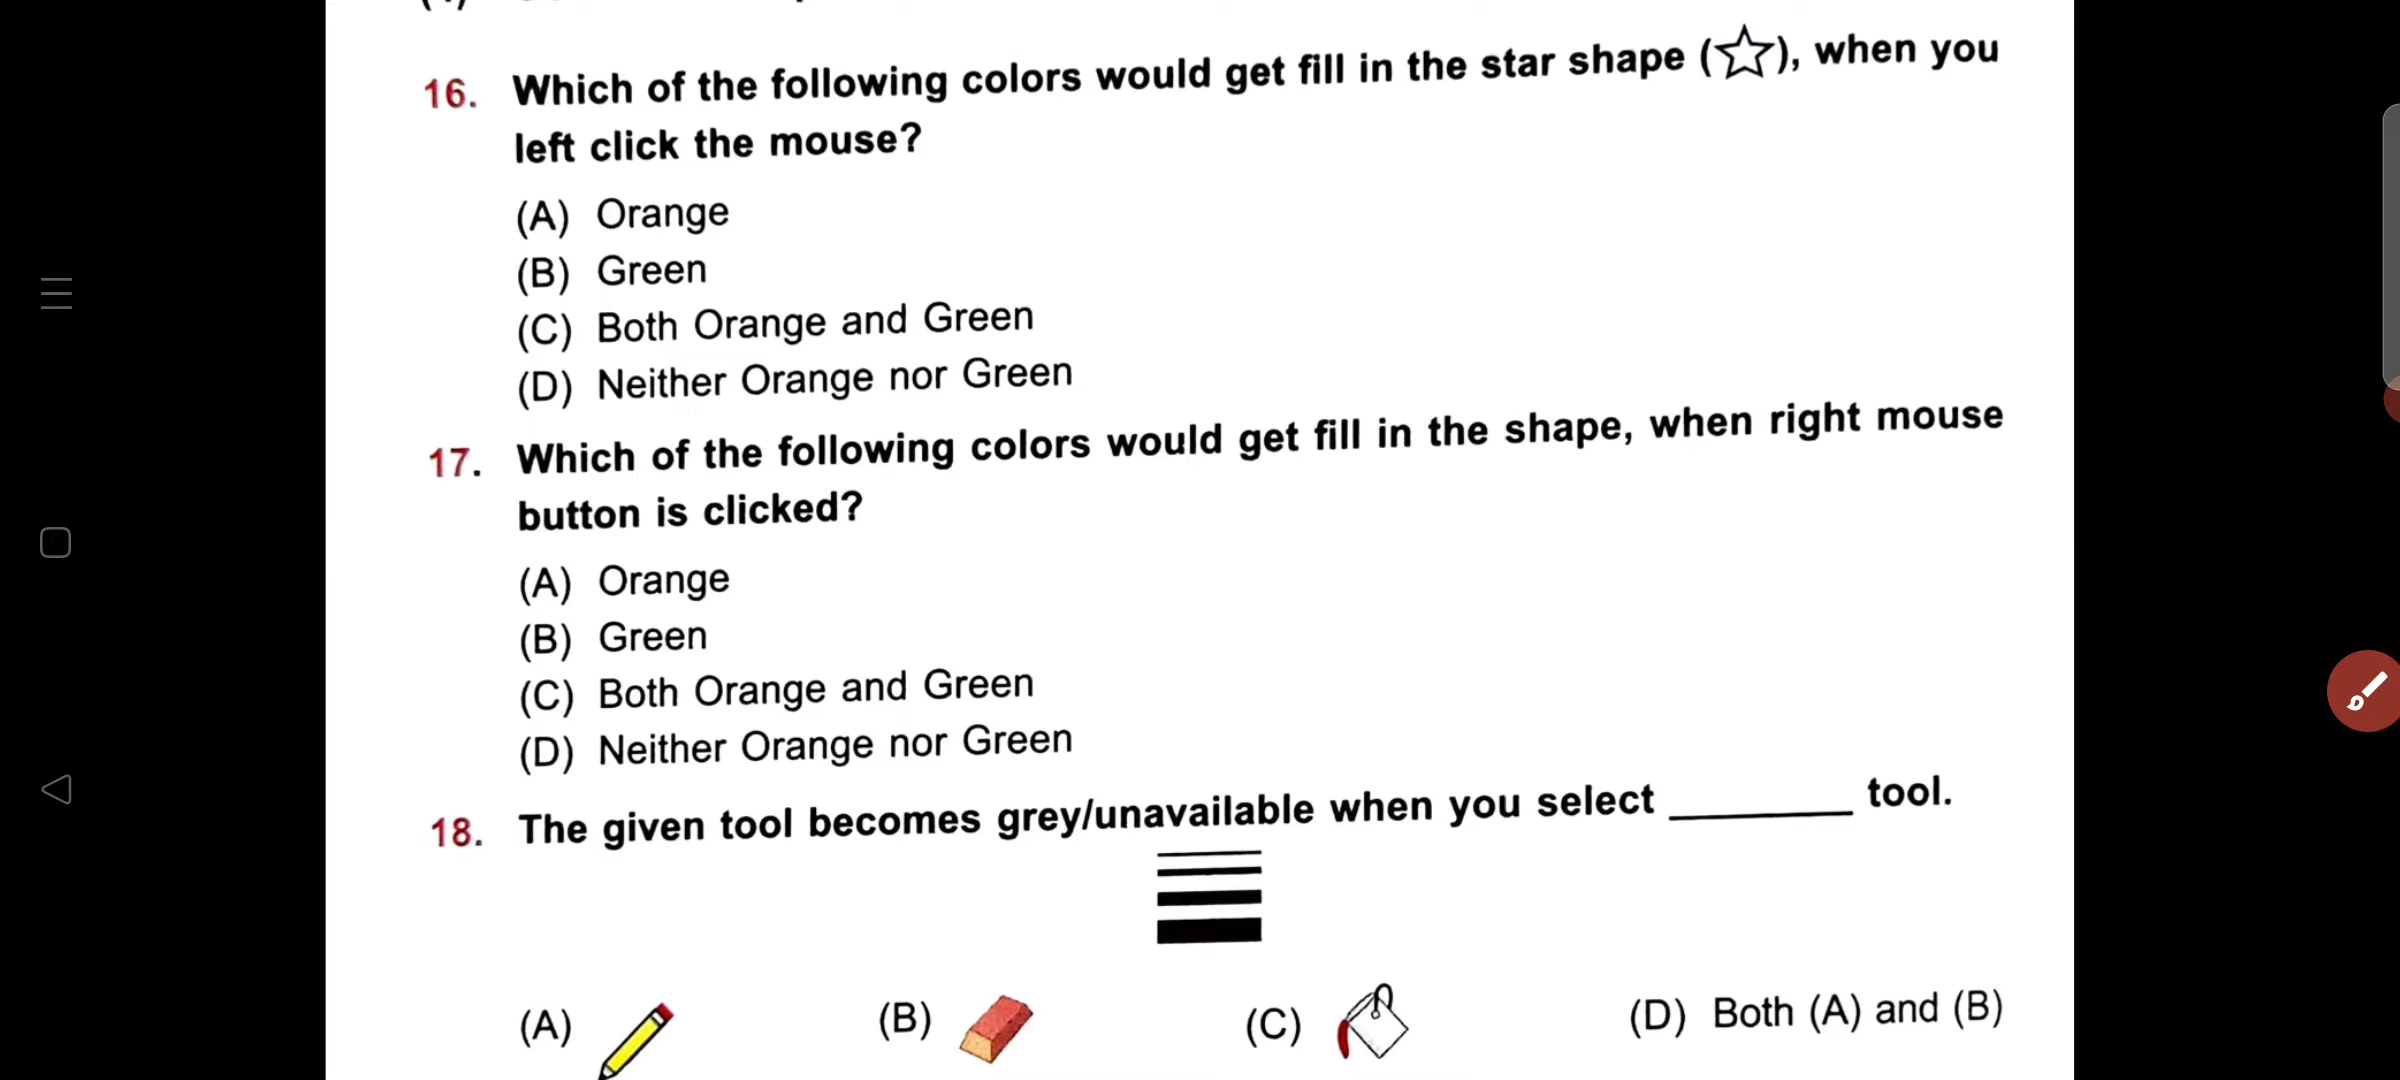 16. Which of the following colors would get fill in the star shape (☆), when you
left click the mouse?
(A) Orange
(B) Green
(C) Both Orange and Green
(D) Neither Orange nor Green
17. Which of the following colors would get fill in the shape, when right mouse
button is clicked?
(A) Orange
(B) Green
(C) Both Orange and Green
(D) Neither Orange nor Green
18. The given tool becomes grey/unavailable when you select ________ tool.
(A) (B) (C) (D) Both (A) and (B)